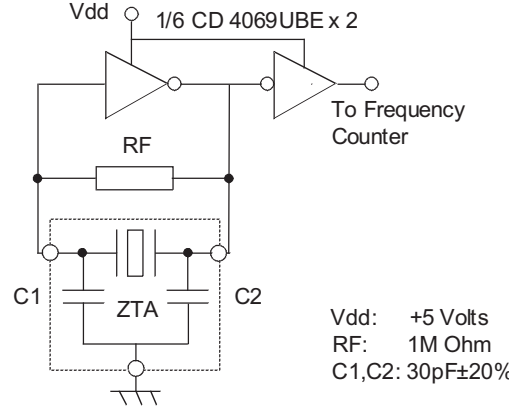 Vdd
1/6 CD 4069UBE x 2
To Frequency
Counter
RF
C1
ZTA
C2
Vdd: +5 Volts
RF: 1M Ohm
C1,C2: 30pF±20%